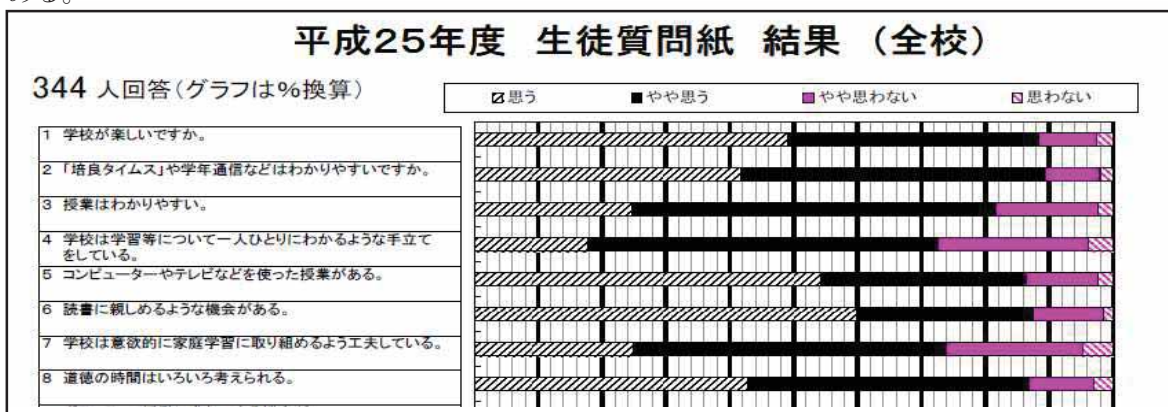 平成25年度 生徒質問紙 結果 (全校)
344 人回答(グラフは%換算)
思う
やや思う
やや思わない
思わない
1 学校が楽しいですか。
2 「培良タイムス」や学年通信などはわかりやすいですか。
3 授業はわかりやすい。
4 学校は学習等について一人ひとりにわかるような手立て
をしている。
5 コンピューターやテレビなどを使った授業がある。
6 読書に親しめるような機会がある。
7 学校は意欲的に家庭学習に取り組めるよう工夫している。
8 道徳の時間はいろいろ考えられる。